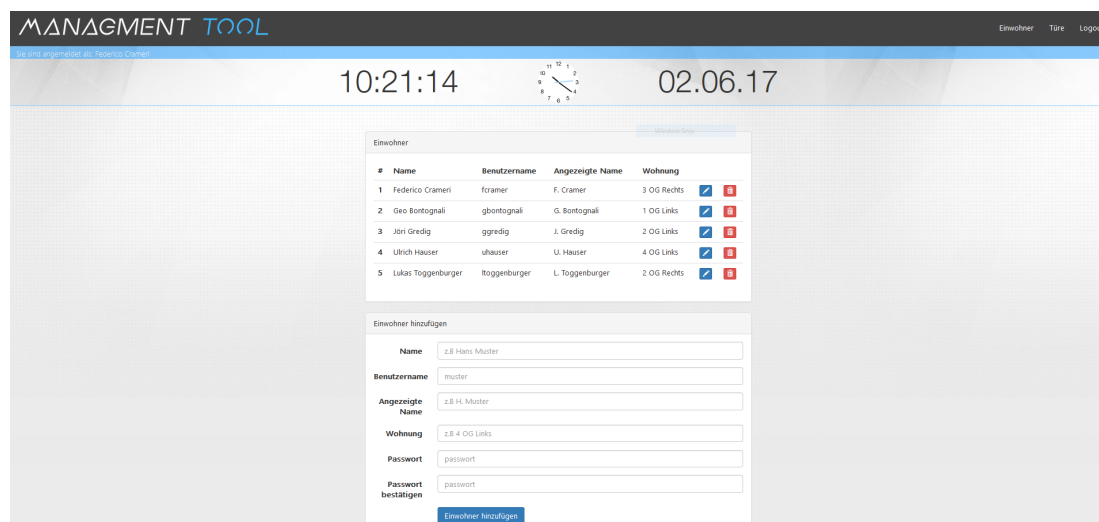 MANAGMENT TOOL
Einwohner Türe Logou
Sie sind angemeldet als: Federico Crameri
10:21:14 02.06.17
11 12 1
10 2
9 3
8 4
7 6 5
Einwohner
# Name Benutzername Angezeigte Name Wohnung
1 Federico Crameri fcramer F. Cramer 3 OG Rechts
2 Geo Bontognali gbontognali G. Bontognali 1 OG Links
3 Jöri Gredig ggredig J. Gredig 2 OG Links
4 Ulrich Hauser uhauser U. Hauser 4 OG Links
5 Lukas Toggenburger ltoggenburger L. Toggenburger 2 OG Rechts
Einwohner hinzufügen
Name z.B Hans Muster
Benutzername muster
Angezeigte z.B H. Muster
Name
Wohnung z.B 4 OG Links
Passwort passwort
Passwort passwort
bestätigen
Einwohner hinzufügen